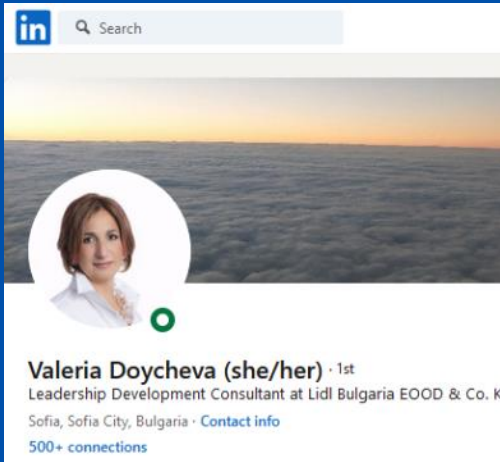 in Search
Valeria Doycheva (she/her) · 1st
Leadership Development Consultant at Lidl Bulgaria EOOD & Co. K
Sofia, Sofia City, Bulgaria · Contact info
500+ connections